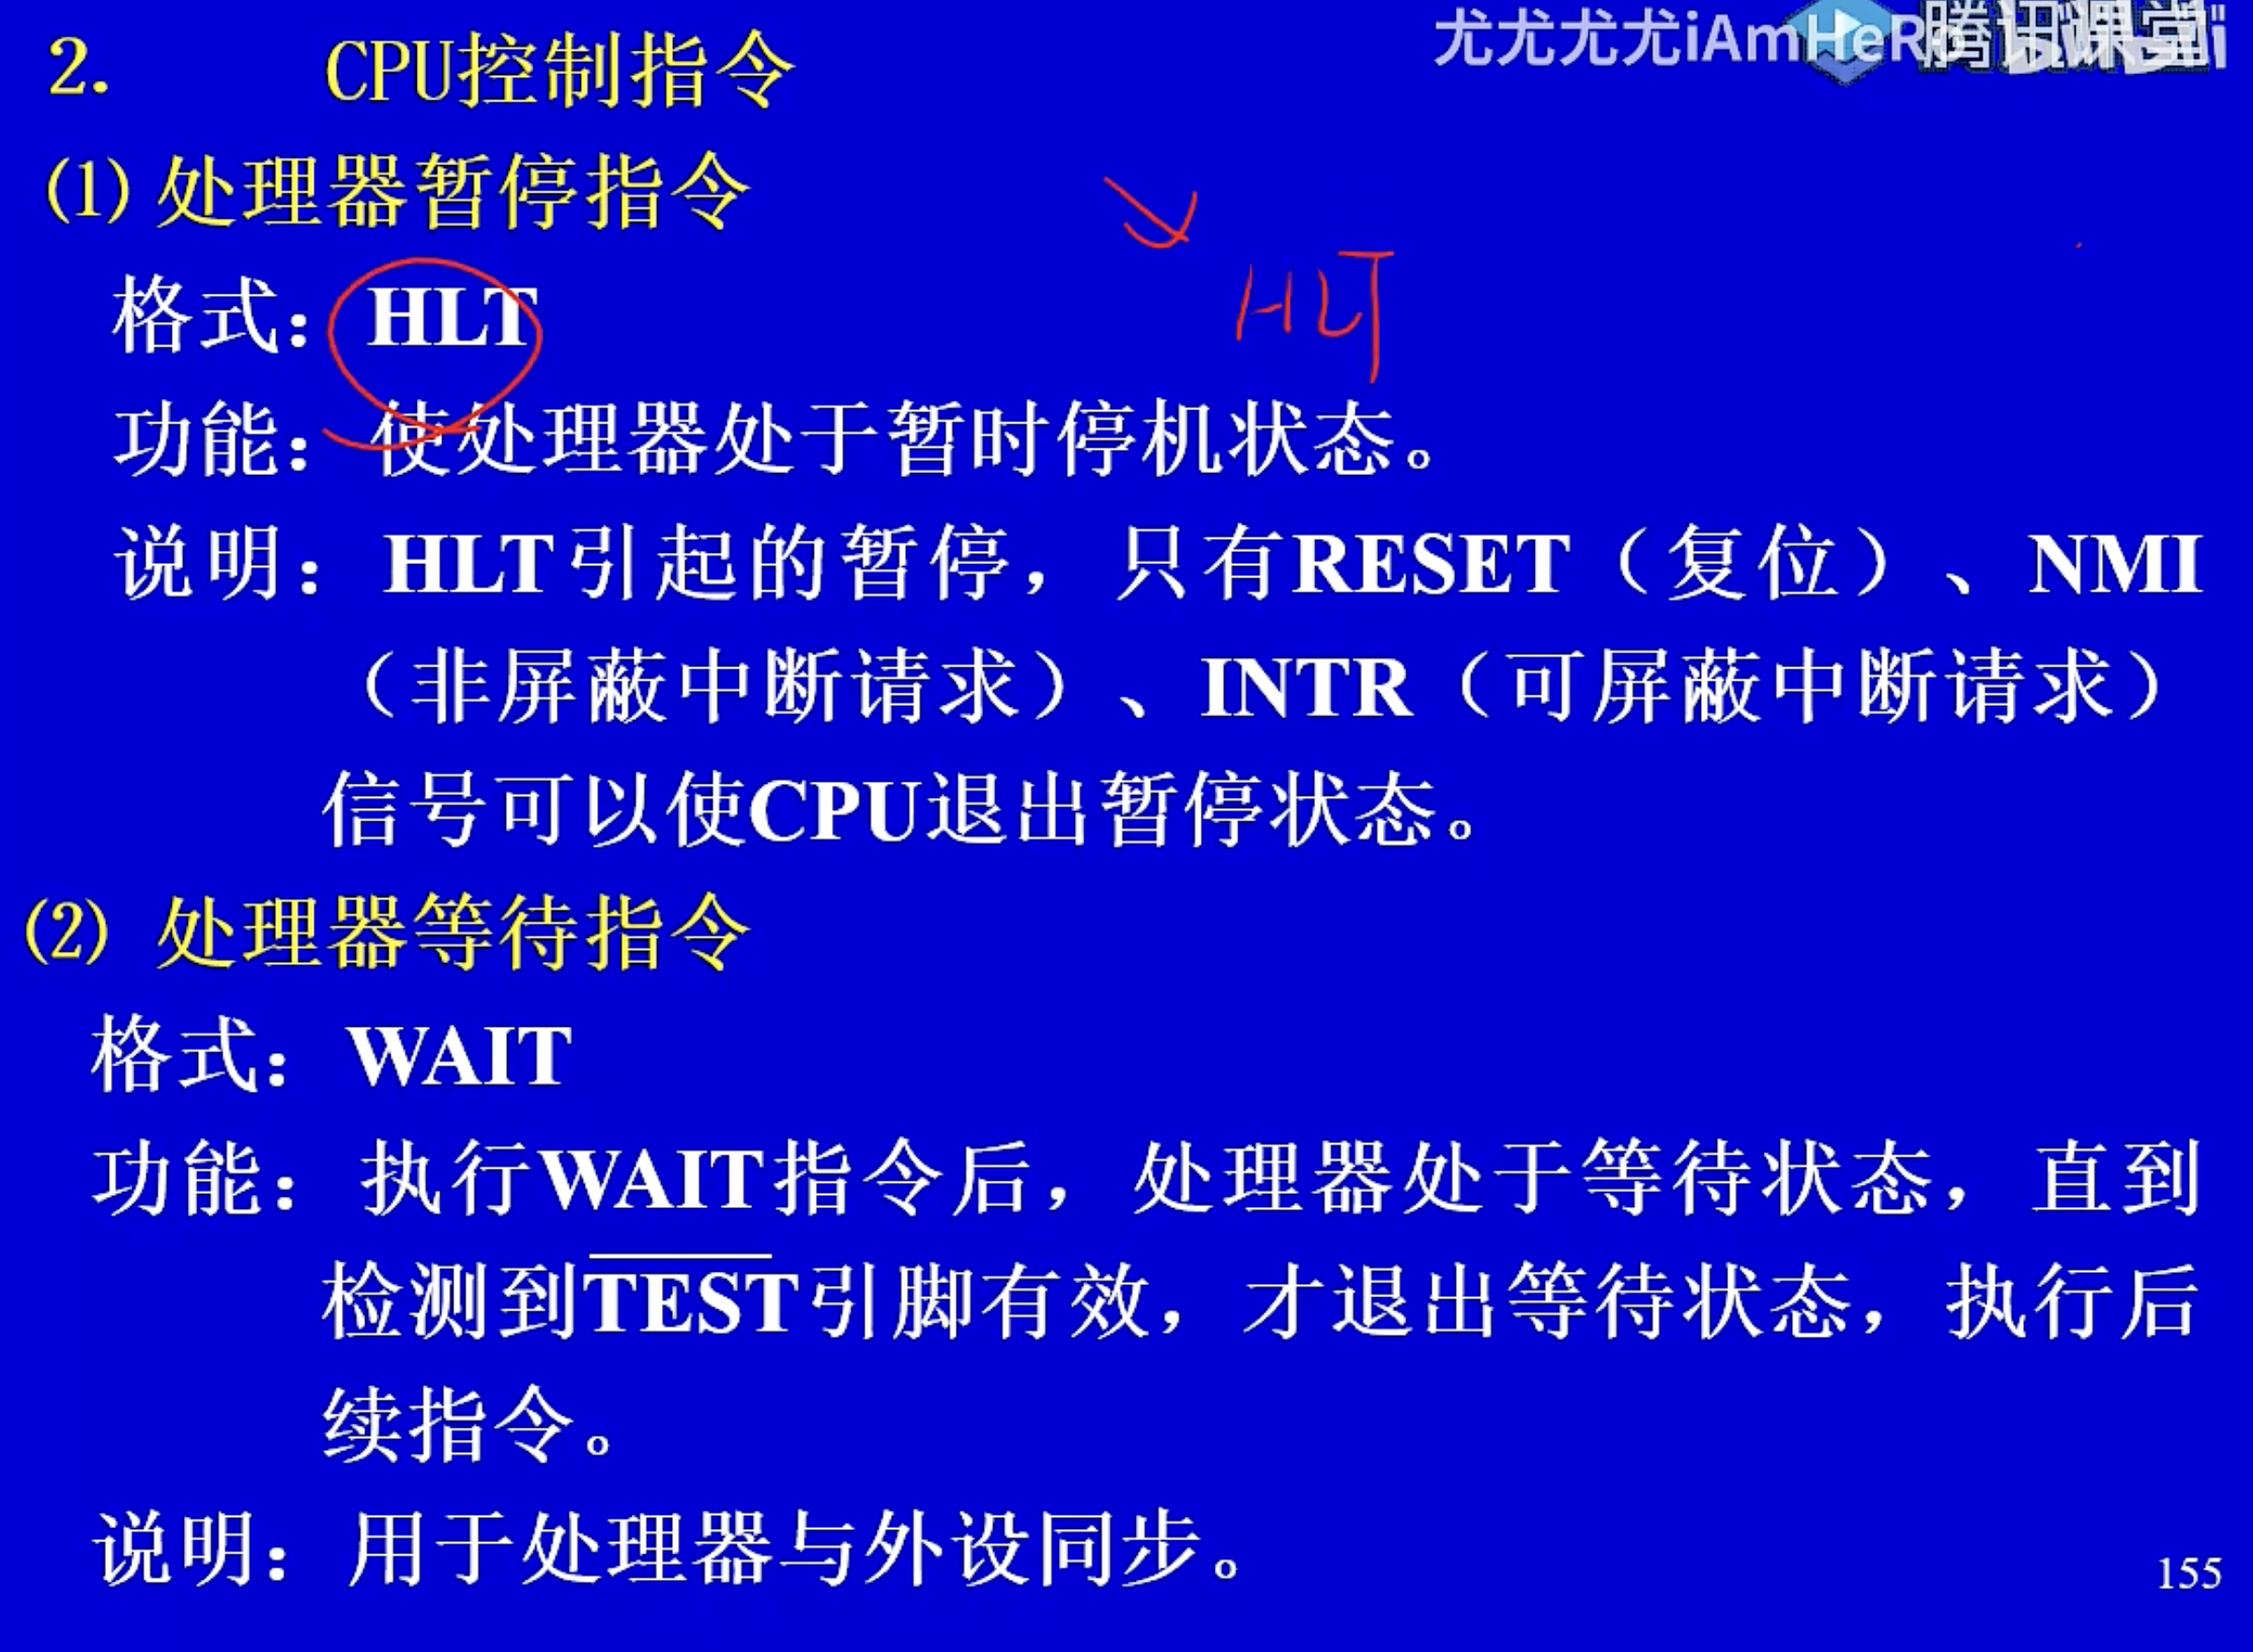 尤尤尤尤iAmHeR
腾讯课堂
2. CPU控制指令
(1) 处理器暂停指令
格式：HLT
HLT
功能：使处理器处于暂时停机状态。
说明：HLT引起的暂停，只有RESET（复位）、NMI
（非屏蔽中断请求）、INTR（可屏蔽中断请求）
信号可以使CPU退出暂停状态。
(2) 处理器等待指令
格式：WAIT
功能：执行WAIT指令后，处理器处于等待状态，直到
检测到TEST引脚有效，才退出等待状态，执行后
续指令。
说明：用于处理器与外设同步。
155